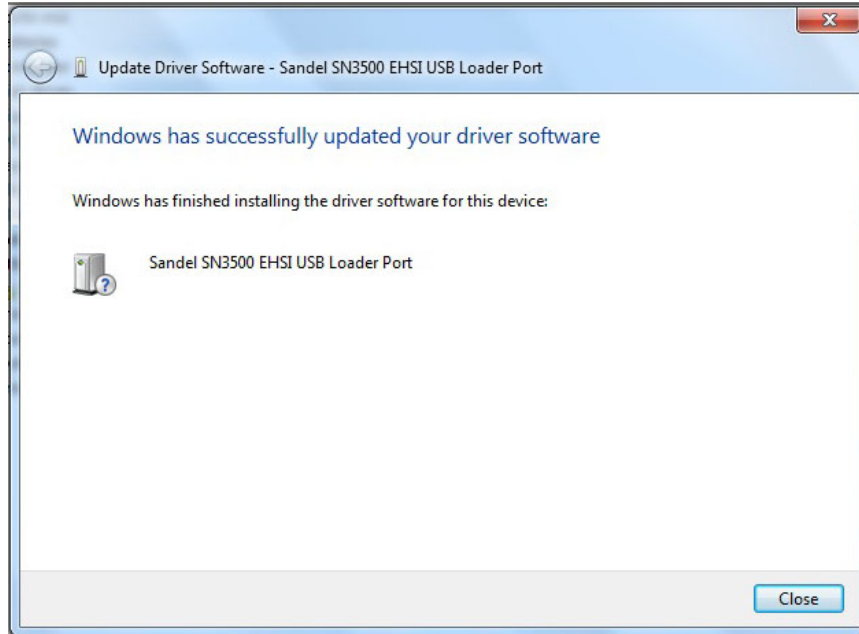 Update Driver Software - Sandel SN3500 EHSI USB Loader Port
Windows has successfully updated your driver software
Windows has finished installing the driver software for this device:
Sandel SN3500 EHSI USB Loader Port
Close